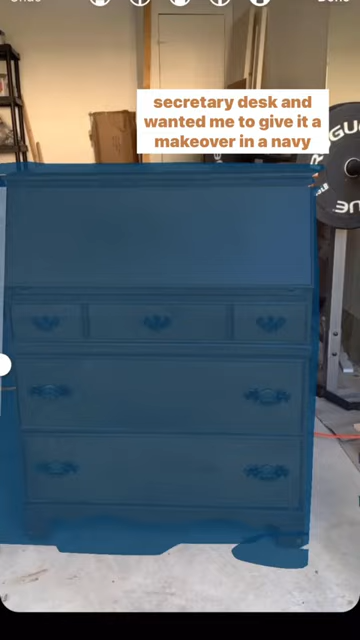 secretary desk and
wanted me to give it a
makeover in a navy